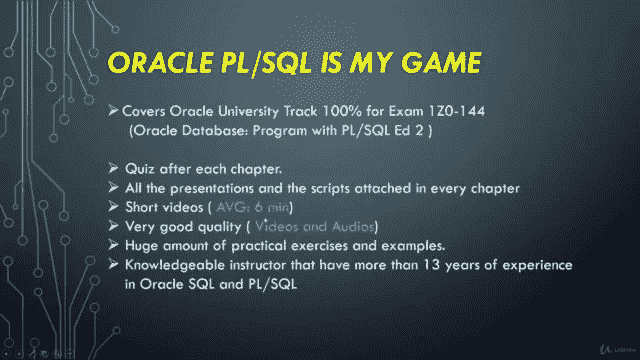 ORACLE PL/SQL IS MY GAME
➢ Covers Oracle University Track 100% for Exam 1Z0-144
(Oracle Database: Program with PL/SQL Ed 2 )
➢ Quiz after each chapter.
➢ All the presentations and the scripts attached in every chapter
➢ Short videos ( AVG: 6 min)
➢ Very good quality ( Videos and Audios)
➢ Huge amount of practical exercises and examples.
➢ Knowledgeable instructor that have more than 13 years of experience
in Oracle SQL and PL/SQL
Udemy